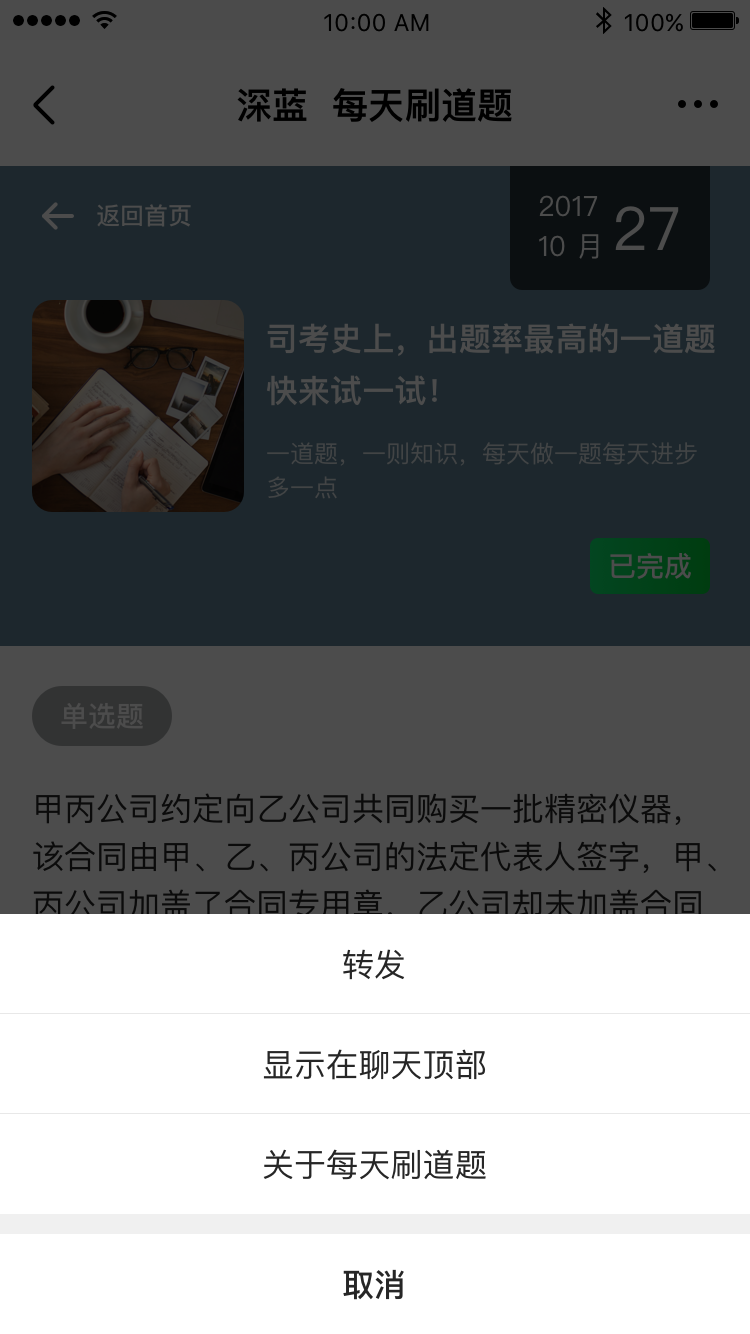 10:00 AM
100%
深蓝 每天刷道题
返回首页
2017
10 月
27
司考史上，出题率最高的一道题
快来试一试！
一道题，一则知识，每天做一题每天进步
多一点
已完成
单选题
甲丙公司约定向乙公司共同购买一批精密仪器，
该合同由甲、乙、丙公司的法定代表人签字，甲、
丙公司加盖了合同专用章，乙公司却未加盖合同
转发
显示在聊天顶部
关于每天刷道题
取消